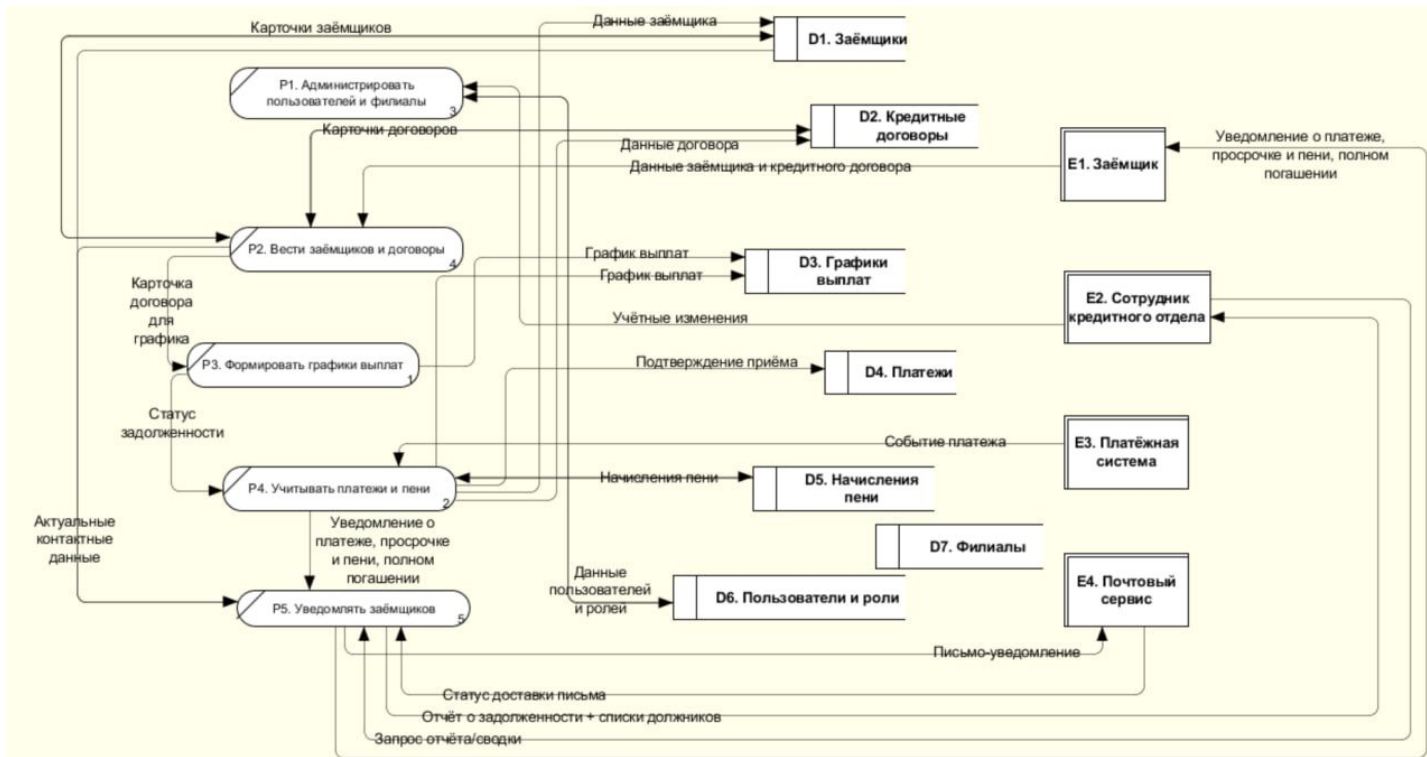 Данные заёмщика
Карточки заёмщиков
D1. Заёмщики
P1. Администрировать
пользователей и филиалы
3
D2. Кредитные
договоры
Карточки договоров
Данные договора
Данные заёмщика и кредитного договора
E1. Заёмщик
Уведомление о платеже,
просрочке и пени, полном
погашении
P2. Вести заёмщиков и договоры
4
График выплат
График выплат
D3. Графики
выплат
Карточка
договора
для
графика
E2. Сотрудник
кредитного отдела
Учётные изменения
P3. Формировать графики выплат
1
Подтверждение приёма
D4. Платежи
Статус
задолженности
Событие платежа
E3. Платёжная
система
P4. Учитывать платежи и пени
2
Начисления пени
D5. Начисления
пени
Актуальные
контактные
данные
Уведомление о
платеже, просрочке
и пени, полном
погашении
D7. Филиалы
Данные
пользователей
и ролей
D6. Пользователи и роли
E4. Почтовый
сервис
P5. Уведомлять заёмщиков
5
Письмо-уведомление
Статус доставки письма
Отчёт о задолженности + списки должников
Запрос отчёта/сводки